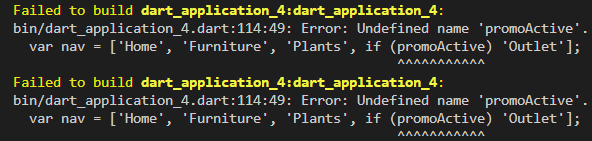 Failed to build dart_application_4:dart_application_4:
bin/dart_application_4.dart:114:49: Error: Undefined name 'promoActive'.
  var nav = ['Home', 'Furniture', 'Plants', if (promoActive) 'Outlet'];
                                                ^^^^^^^^^^^
Failed to build dart_application_4:dart_application_4:
bin/dart_application_4.dart:114:49: Error: Undefined name 'promoActive'.
  var nav = ['Home', 'Furniture', 'Plants', if (promoActive) 'Outlet'];
                                                ^^^^^^^^^^^